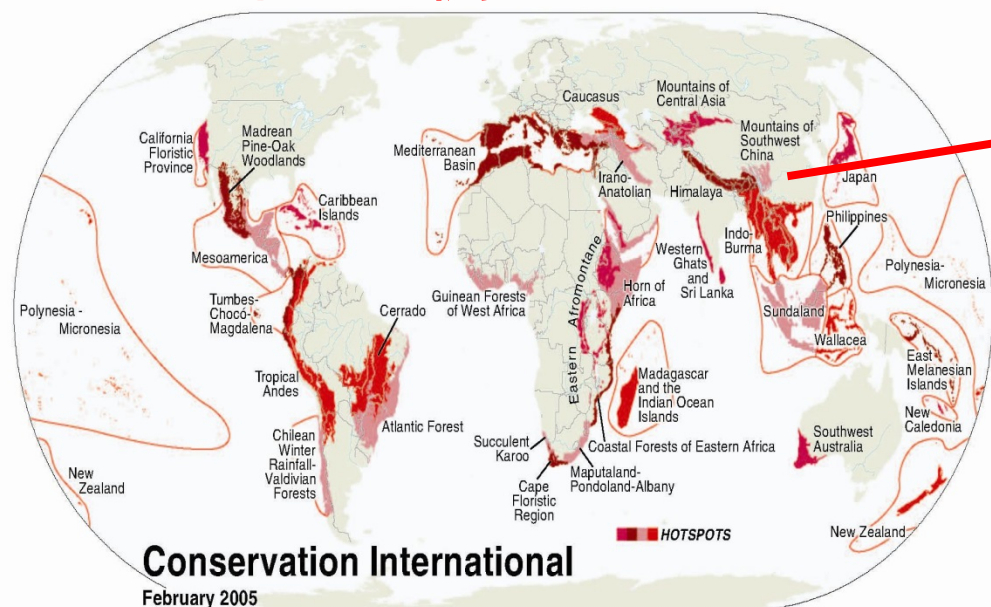 Caucasus
Mountains of
Central Asia
California
Floristic
Province
Madrean
Pine-Oak
Woodlands
Mediterranean
Basin
Mountains of
Southwest
China
Irano-
Anatolian
Himalaya
Japan
Caribbean
Islands
Philippines
Mesoamerica
Indo-
Burma
Western
Ghats
and
Sri Lanka
Polynesia-
Micronesia
Guinean Forests
of West Africa
Eastern Afromontane
Horn of
Africa
Tumbes-
Chocó-
Magdalena
Cerrado
Polynesia
- Micronesia
Sundaland
Wallacea
East
Melanesian
Islands
Tropical
Andes
Madagascar
and the
Indian Ocean
Islands
New
Caledonia
Atlantic Forest
Chilean
Winter
Rainfall-
Valdivian
Forests
Succulent
Karoo
Coastal Forests of Eastern Africa
Southwest
Australia
Maputaland-
Pondoland-Albany
New
Zealand
Cape
Floristic
Region
New Zealand
HOTSPOTS
Conservation International
February 2005